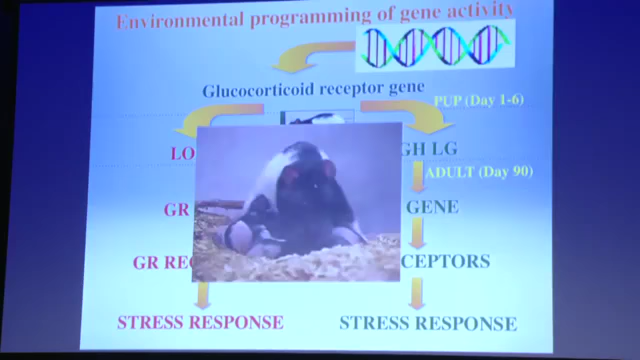 Environmental programming of gene activity
Glucocorticoid receptor gene
PUP (Day 1-6)
LO
GH LG
ADULT (Day 90)
GR
GENE
GR REC
CEPTORS
STRESS RESPONSE
STRESS RESPONSE